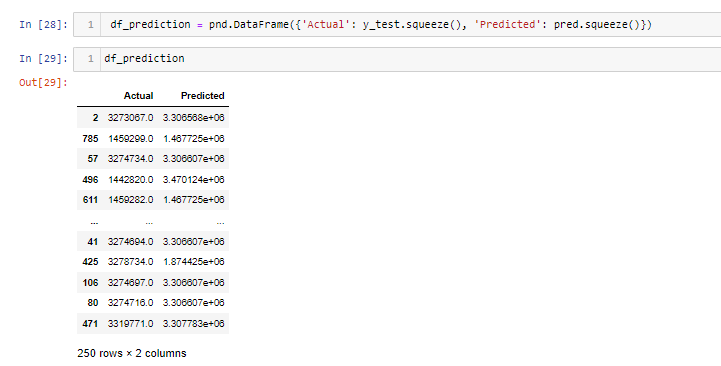 In [28]: 1 df_prediction = pnd.DataFrame({'Actual': y_test.squeeze(), 'Predicted': pred.squeeze()})
In [29]: 1 df_prediction
Out[29]:
Actual Predicted
2 3273067.0 3.306568e+06
785 1459299.0 1.467725e+06
57 3274734.0 3.306607e+06
496 1442820.0 3.470124e+06
611 1459282.0 1.467725e+06
... ... ...
41 3274694.0 3.306607e+06
425 3278734.0 1.874425e+06
106 3274697.0 3.306607e+06
80 3274716.0 3.306607e+06
471 3319771.0 3.307783e+06
250 rows × 2 columns